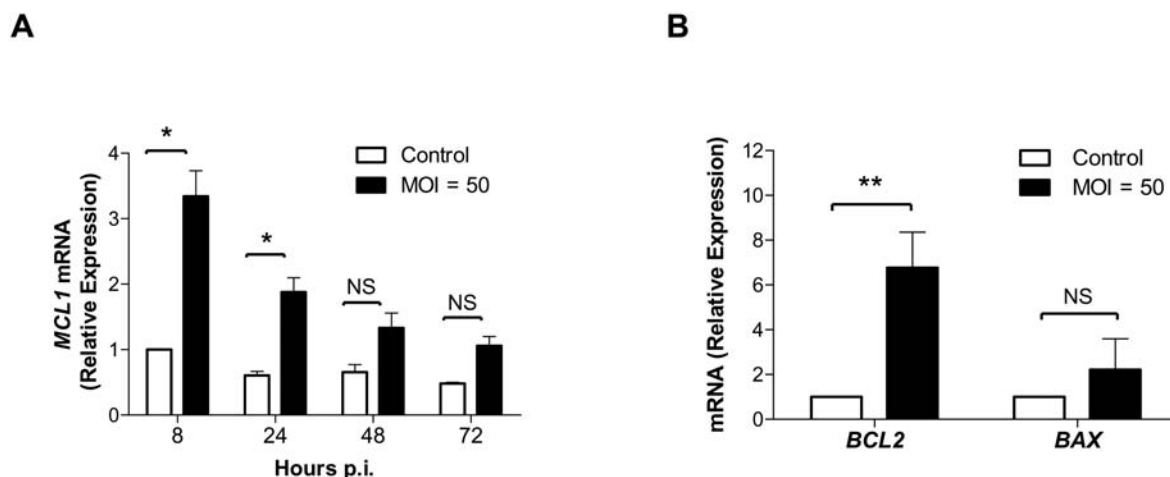 A
MCL1 mRNA
(Relative Expression)
4
3
2
1
0
*
*
NS
NS
Control
MOI = 50
8 24 48 72
Hours p.i.
B
mRNA (Relative Expression)
12
10
8
6
4
2
0
**
NS
Control
MOI = 50
BCL2 BAX